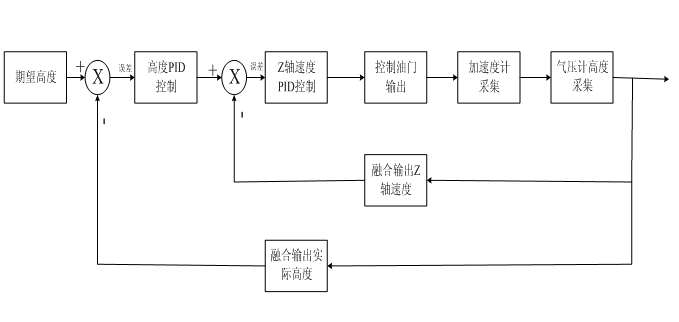 期望高度
+
X
-
误差
高度PID
控制
+
X
-
误差
Z轴速度
PID控制
控制油门
输出
加速度计
采集
气压计高度
采集
融合输出Z
轴速度
融合输出实
际高度